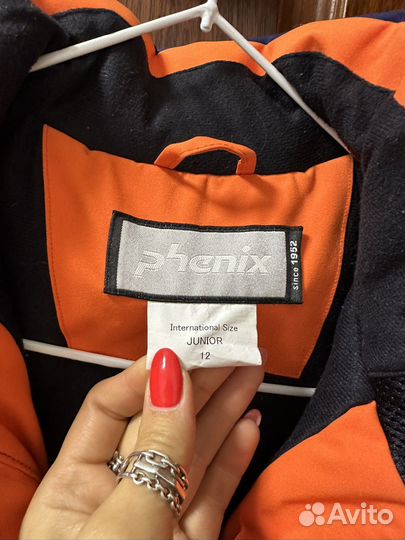 phenix
since 1952
International Size
JUNIOR
12
Avito